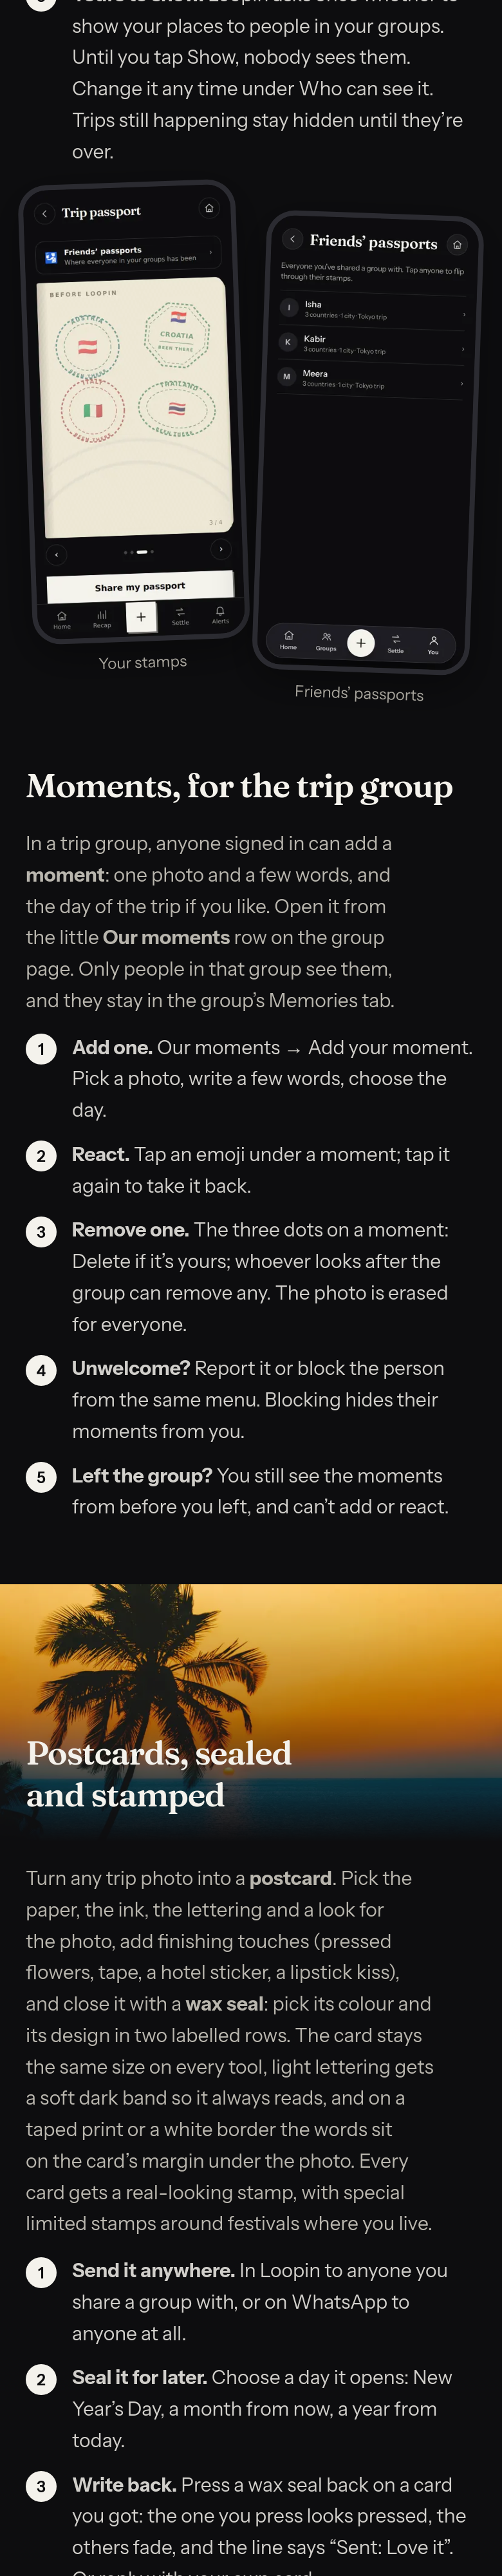 show your places to people in your groups.
Until you tap Show, nobody sees them.
Change it any time under Who can see it.
Trips still happening stay hidden until they’re
over.
Trip passport
Friends’ passports
Where everyone in your groups has been
BEFORE LOOPIN
AUSTRIA
BEEN THERE
CROATIA
BEEN THERE
ITALY
BEEN THERE
THAILAND
BEEN THERE
3 / 4
Share my passport
Home
Recap
Settle
Alerts
Your stamps
Friends’ passports
Everyone you’ve shared a group with. Tap anyone to flip
through their stamps.
I
Isha
3 countries · 1 city · Tokyo trip
K
Kabir
3 countries · 1 city · Tokyo trip
M
Meera
3 countries · 1 city · Tokyo trip
Home
Groups
Settle
You
Friends’ passports
Moments, for the trip group
In a trip group, anyone signed in can add a
moment: one photo and a few words, and
the day of the trip if you like. Open it from
the little Our moments row on the group
page. Only people in that group see them,
and they stay in the group’s Memories tab.
1 Add one. Our moments → Add your moment.
Pick a photo, write a few words, choose the
day.
2 React. Tap an emoji under a moment; tap it
again to take it back.
3 Remove one. The three dots on a moment:
Delete if it’s yours; whoever looks after the
group can remove any. The photo is erased
for everyone.
4 Unwelcome? Report it or block the person
from the same menu. Blocking hides their
moments from you.
5 Left the group? You still see the moments
from before you left, and can’t add or react.
Postcards, sealed
and stamped
Turn any trip photo into a postcard. Pick the
paper, the ink, the lettering and a look for
the photo, add finishing touches (pressed
flowers, tape, a hotel sticker, a lipstick kiss),
and close it with a wax seal: pick its colour and
its design in two labelled rows. The card stays
the same size on every tool, light lettering gets
a soft dark band so it always reads, and on a
taped print or a white border the words sit
on the card’s margin under the photo. Every
card gets a real-looking stamp, with special
limited stamps around festivals where you live.
1 Send it anywhere. In Loopin to anyone you
share a group with, or on WhatsApp to
anyone at all.
2 Seal it for later. Choose a day it opens: New
Year’s Day, a month from now, a year from
today.
3 Write back. Press a wax seal back on a card
you got: the one you press looks pressed, the
others fade, and the line says “Sent: Love it”.